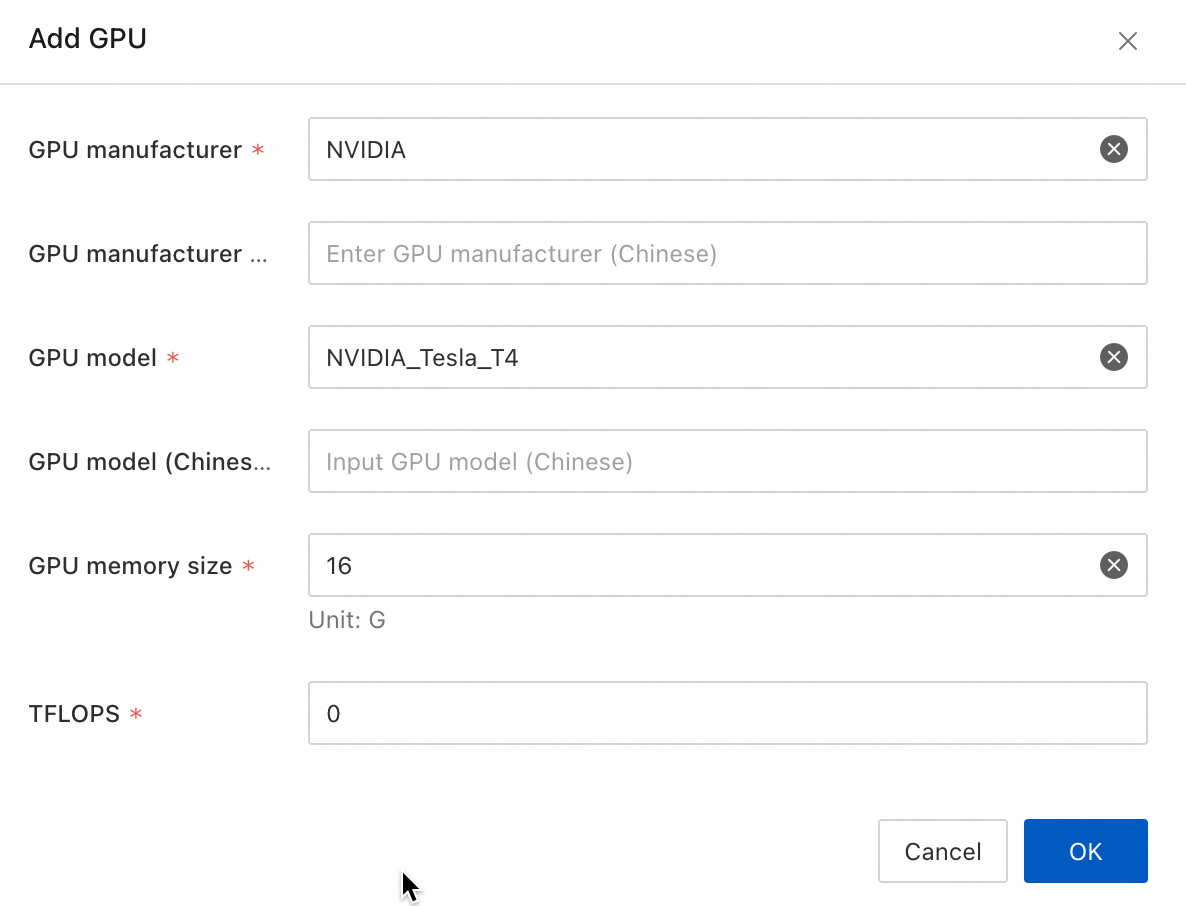 Add GPU
GPU manufacturer *
NVIDIA
GPU manufacturer ...
Enter GPU manufacturer (Chinese)
GPU model *
NVIDIA_Tesla_T4
GPU model (Chines...
Input GPU model (Chinese)
GPU memory size *
16
Unit: G
TFLOPS *
0
Cancel
OK